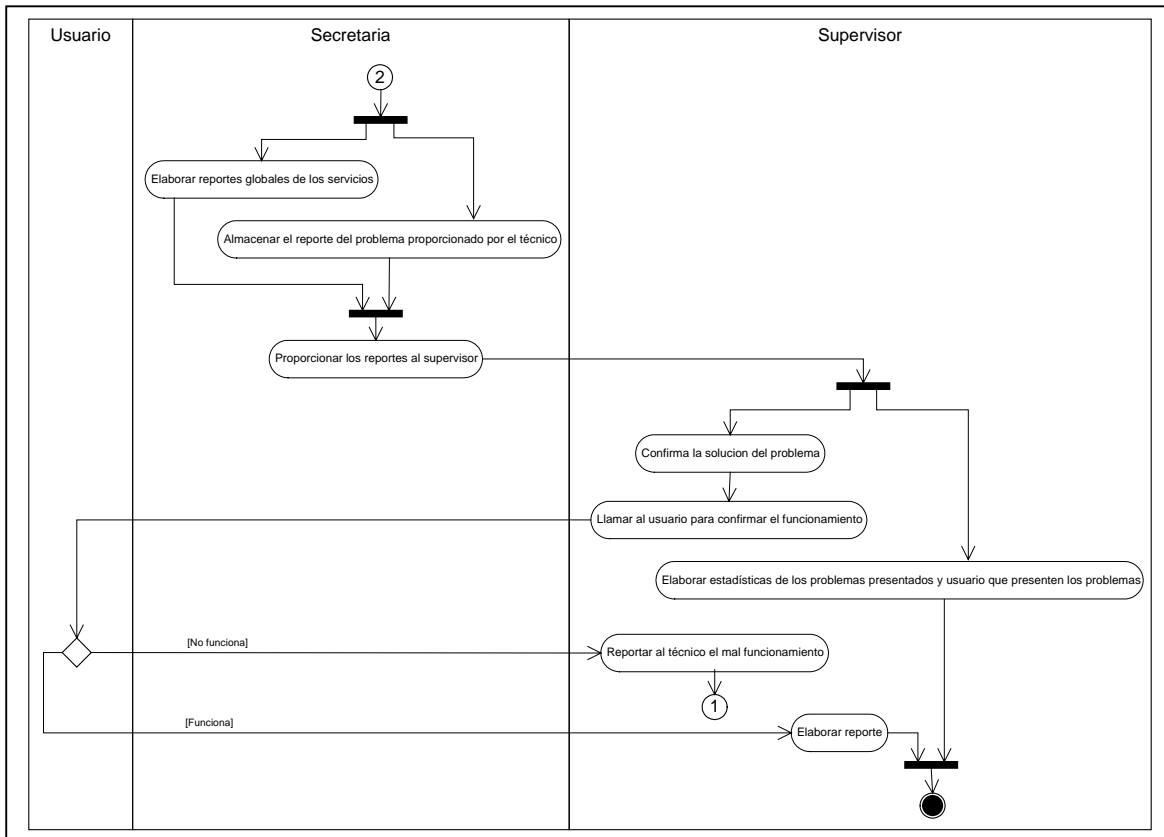 Usuario
Secretaria
Supervisor
2
Elaborar reportes globales de los servicios
Almacenar el reporte del problema proporcionado por el técnico
Proporcionar los reportes al supervisor
Confirma la solucion del problema
Llamar al usuario para confirmar el funcionamiento
Elaborar estadísticas de los problemas presentados y usuario que presenten los problemas
[No funciona]
Reportar al técnico el mal funcionamiento
1
[Funciona]
Elaborar reporte